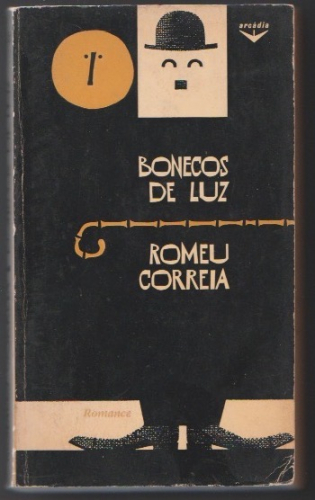 arcádia
BONECOS
DE LUZ
ROMEU
CORREIA
Romance